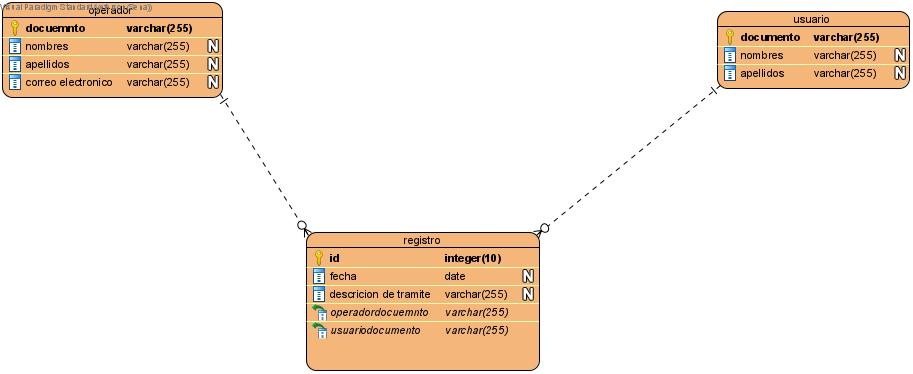 Visual Paradigm Standard
operador
docuemnto varchar(255)
nombres varchar(255) N
apellidos varchar(255) N
correo electronico varchar(255) N
usuario
documento varchar(255)
nombres varchar(255) N
apellidos varchar(255) N
registro
id integer(10)
fecha date N
descricion de tramite varchar(255) N
operadordocuemnto varchar(255)
usuariodocumento varchar(255)